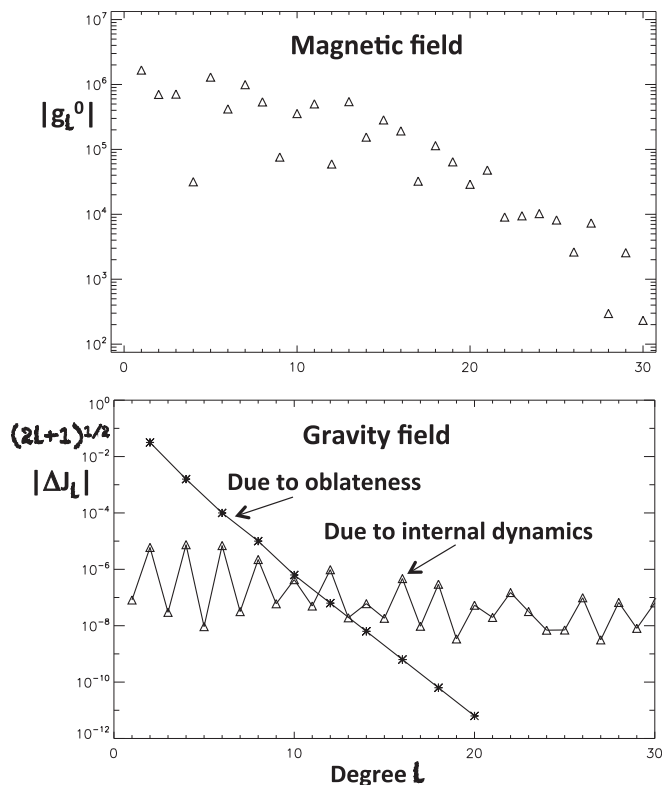 10⁷
Magnetic field
10⁶
|gₗ⁰|
10⁵
10⁴
10³
10²
0 10 20 30
10⁰
(2l+1)¹/²
Gravity field
10⁻²
|ΔJₗ|
Due to oblateness
10⁻⁴
Due to internal dynamics
10⁻⁶
10⁻⁸
10⁻¹⁰
10⁻¹²
0 10 20 30
Degree l